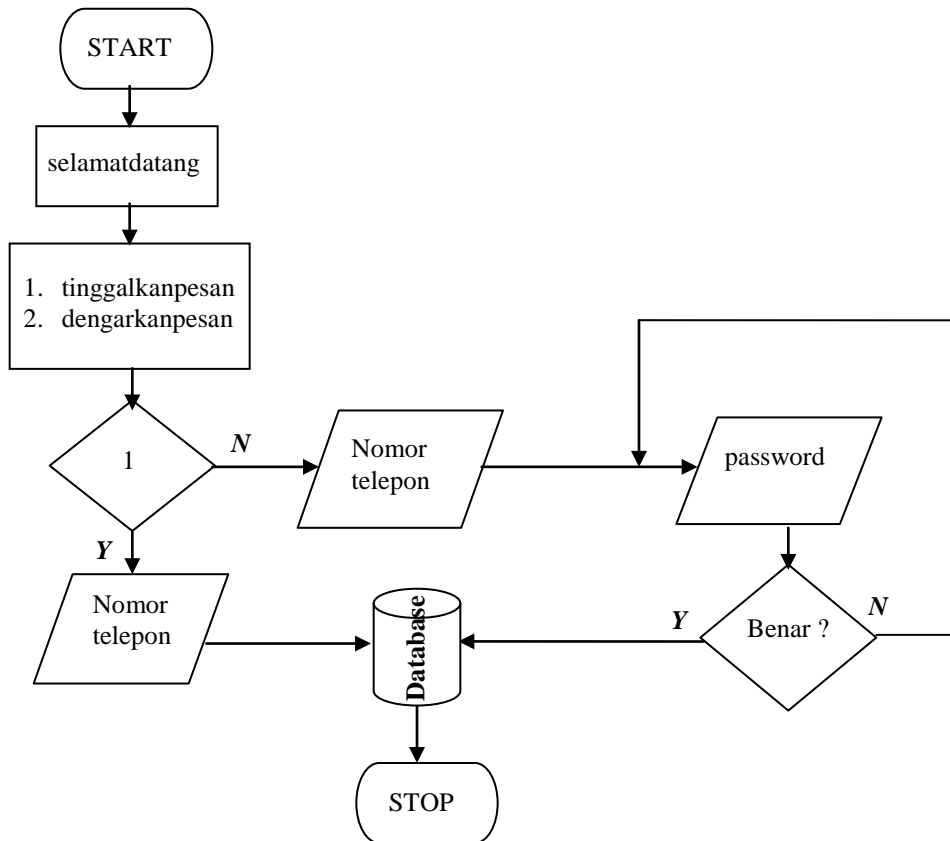 START
selamatdatang
1. tinggalkanpesan
2. dengarkanpesan
1
N
Nomor
telepon
password
Y
Nomor
telepon
Database
Y
Benar ?
N
STOP